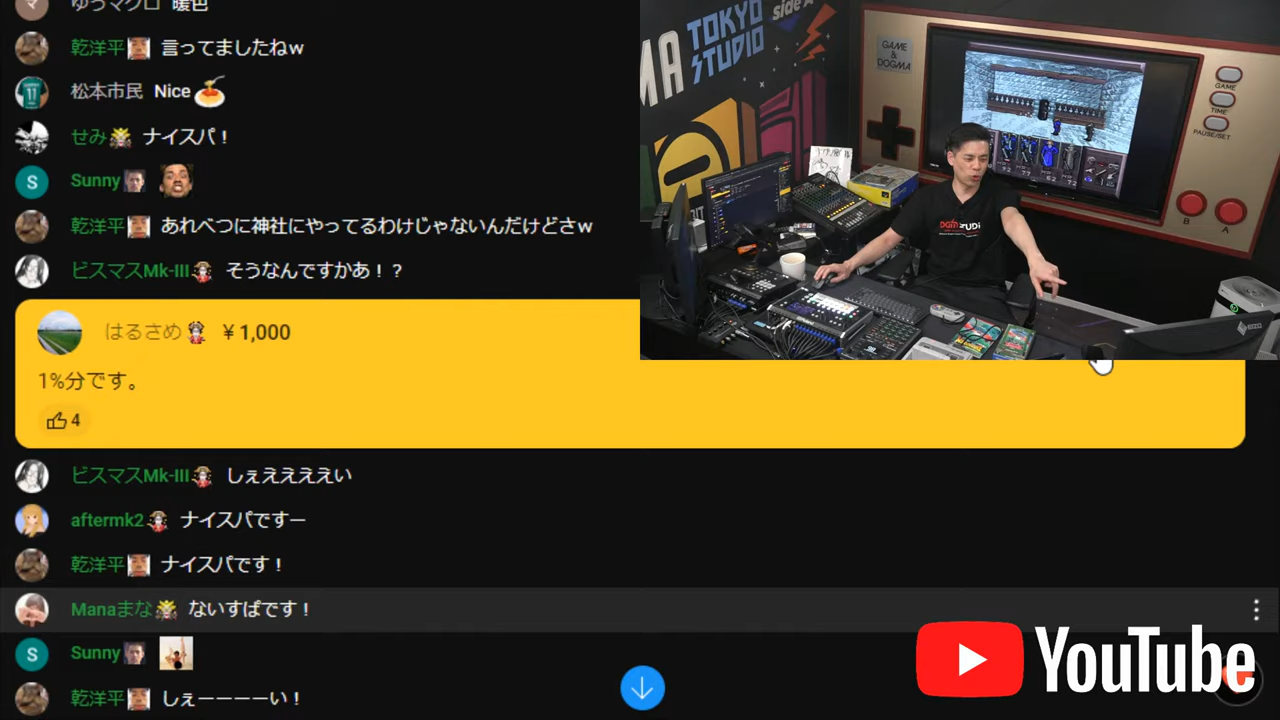 ゆうマクロ 暖色
乾洋平 言ってましたねw
松本市民 Nice
せみ ナイスパ！
S Sunny
乾洋平 あれべつに神社にやってるわけじゃないんだけどさw
ビスマスMk-III そうなんですかあ！？
はるさめ ￥1,000
1%分です。
4
ビスマスMk-III しぇええええい
aftermk2 ナイスパですー
乾洋平 ナイスパです！
Manaまな ないすぱです！
S Sunny
乾洋平 しぇーーーーい！
MA TOKYO
STUDIO
side A
GAME
& DOGMA
GAME
TIME
PAUSE/SET
B
A
YouTube